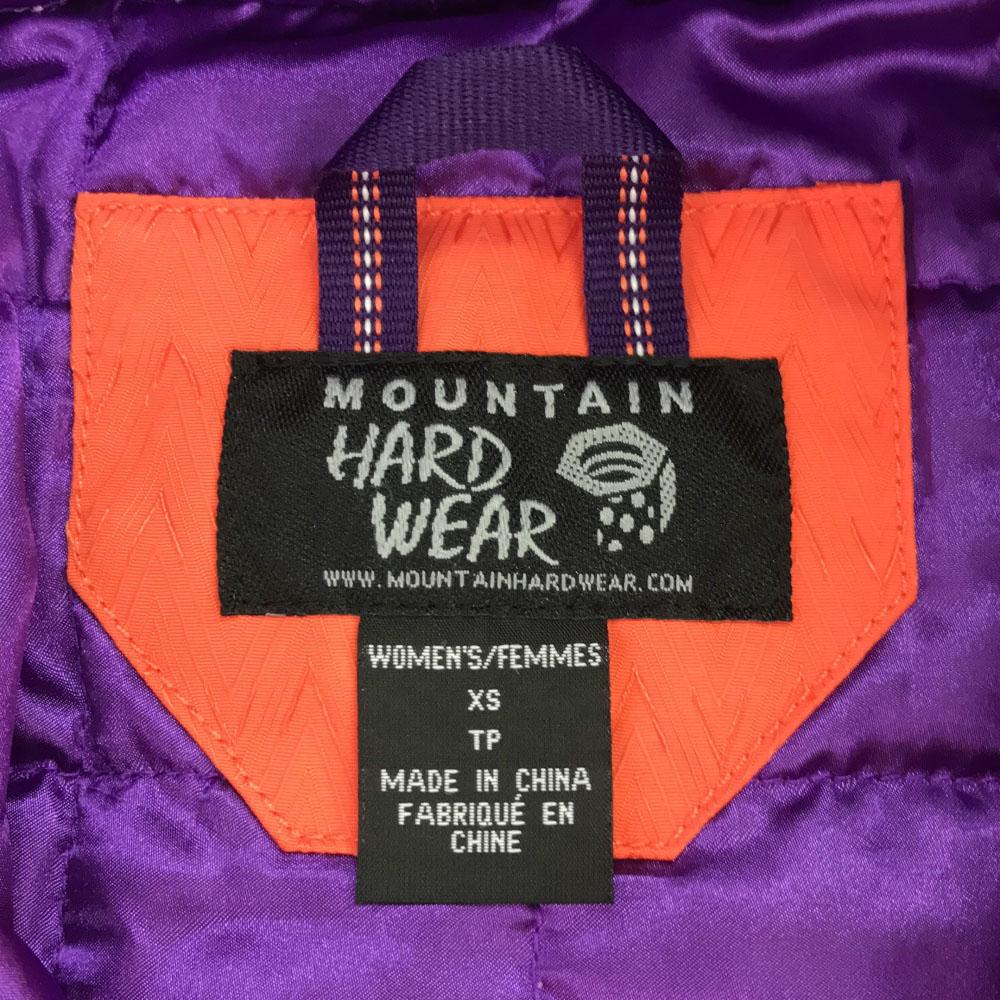 MOUNTAIN
HARD
WEAR
WWW.MOUNTAINHARDWEAR.COM
WOMEN'S/FEMMES
XS
TP
MADE IN CHINA
FABRIQUÉ EN
CHINE